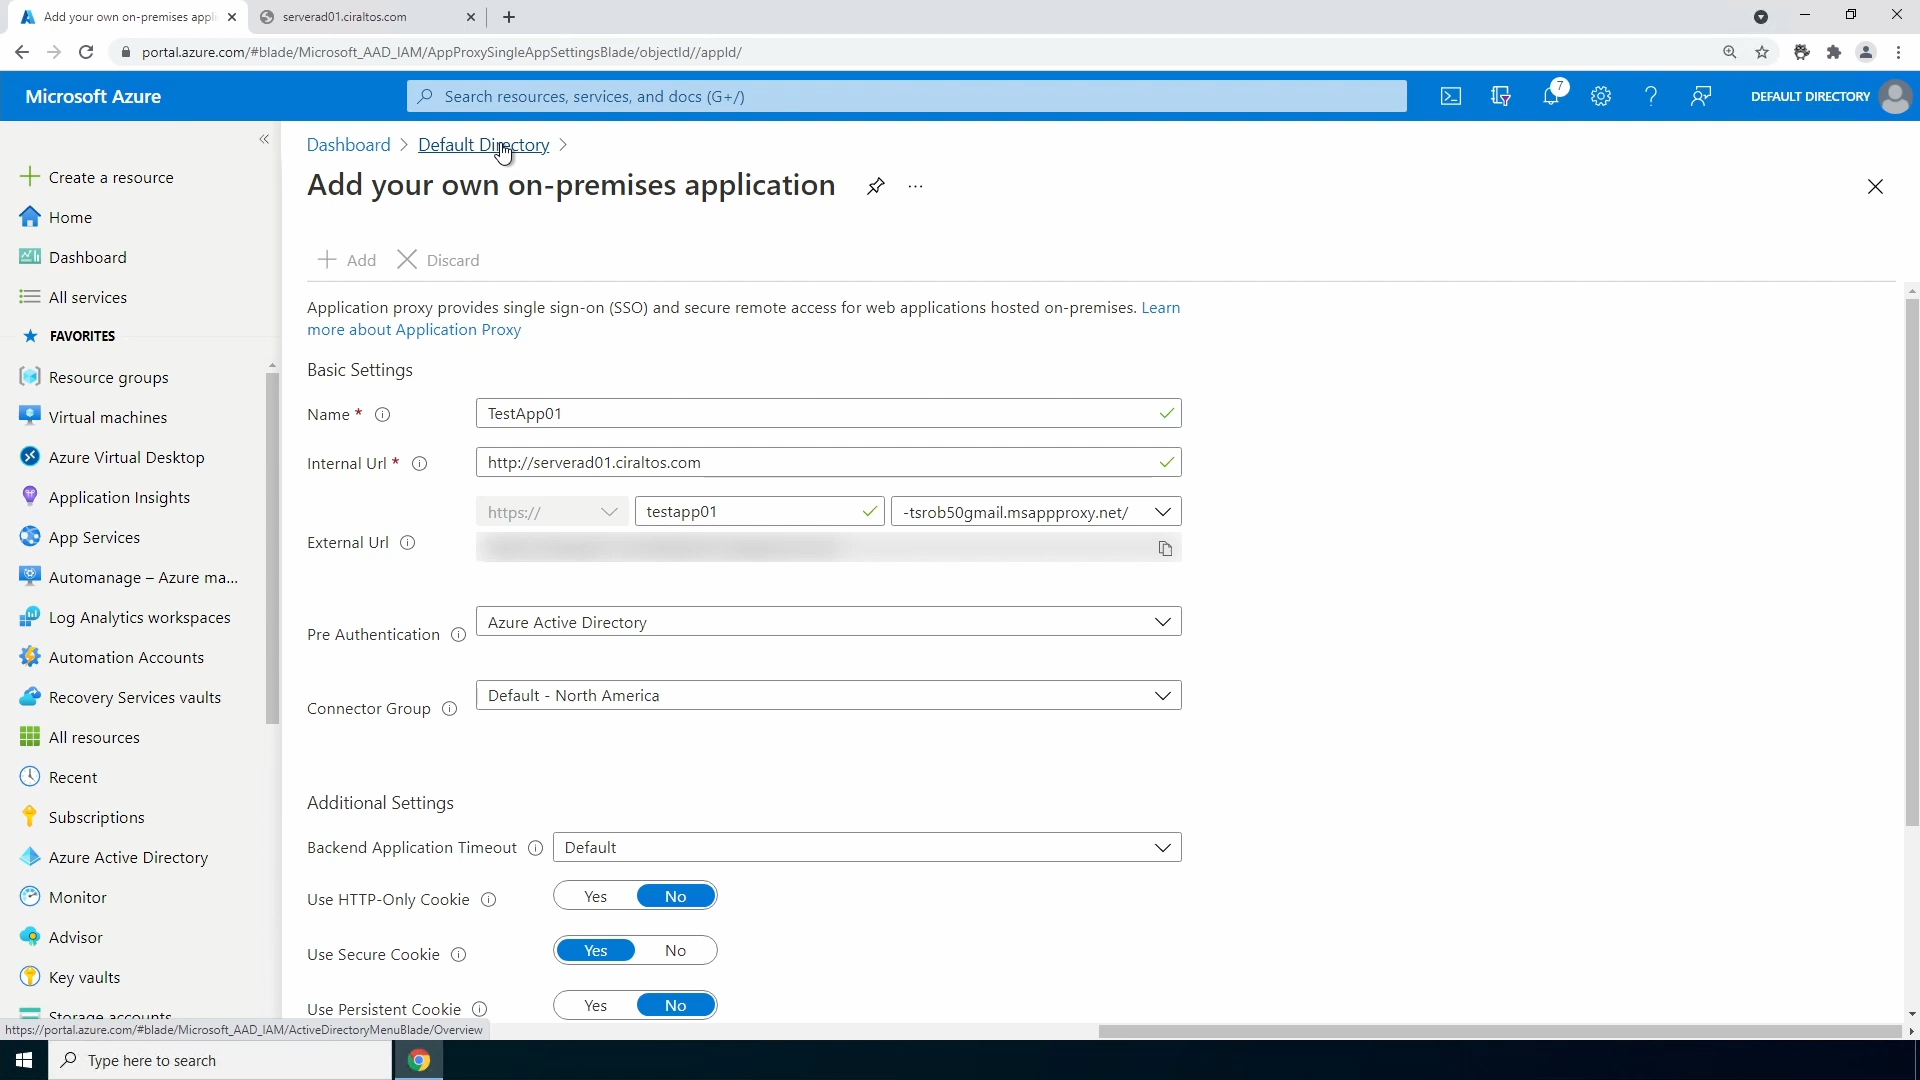 Add your own on-premises appli
serverad01.ciraltos.com
portal.azure.com/#blade/Microsoft_AAD_IAM/AppProxySingleAppSettingsBlade/objectId//appId/
Microsoft Azure
Search resources, services, and docs (G+/)
7
DEFAULT DIRECTORY
Create a resource
Home
Dashboard
All services
FAVORITES
Resource groups
Virtual machines
Azure Virtual Desktop
Application Insights
App Services
Automanage – Azure ma...
Log Analytics workspaces
Automation Accounts
Recovery Services vaults
All resources
Recent
Subscriptions
Azure Active Directory
Monitor
Advisor
Key vaults
Storage accounts
Dashboard > Default Directory >
Add your own on-premises application
Add
Discard
Application proxy provides single sign-on (SSO) and secure remote access for web applications hosted on-premises. Learn
more about Application Proxy
Basic Settings
Name *
TestApp01
Internal Url *
http://serverad01.ciraltos.com
https://
testapp01
-tsrob50gmail.msappproxy.net/
External Url
Pre Authentication
Azure Active Directory
Connector Group
Default - North America
Additional Settings
Backend Application Timeout
Default
Use HTTP-Only Cookie
Yes
No
Use Secure Cookie
Yes
No
Use Persistent Cookie
Yes
No
https://portal.azure.com/#blade/Microsoft_AAD_IAM/ActiveDirectoryMenuBlade/Overview
Type here to search